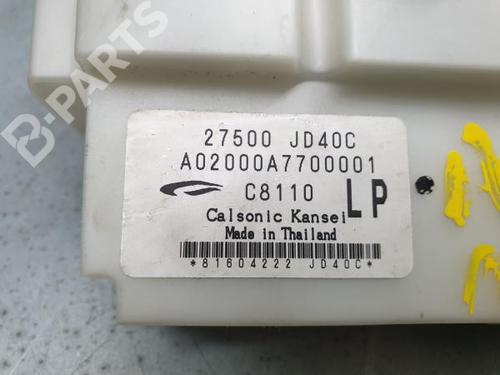 B-PARTS
27500 JD40C
A02000A7700001
C8110 LP
Calsonic Kansei
Made in Thailand
*81604222 JD40C*